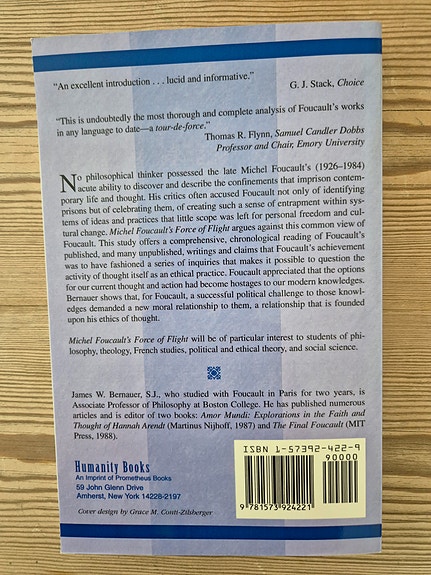 "An excellent introduction . . . lucid and informative."
G. J. Stack, Choice
"This is undoubtedly the most thorough and complete analysis of Foucault's works
in any language to date—a tour-de-force."
Thomas R. Flynn, Samuel Candler Dobbs
Professor and Chair, Emory University
No philosophical thinker possessed the late Michel Foucault's (1926–1984)
acute ability to discover and describe the confinements that imprison contem-
porary life and thought. His critics often accused Foucault not only of identifying
prisons but of celebrating them, of creating such a sense of entrapment within sys-
tems of ideas and practices that little scope was left for personal freedom and cul-
tural change. Michel Foucault's Force of Flight argues against this common view of
Foucault. This study offers a comprehensive, chronological reading of Foucault's
published, and many unpublished, writings and claims that Foucault's achievement
was to have fashioned a series of inquiries that makes it possible to question the
activity of thought itself as an ethical practice. Foucault appreciated that the options
for our current thought and action had become hostages to our modern knowledges.
Bernauer shows that, for Foucault, a successful political challenge to those knowl-
edges demanded a new moral relationship to them, a relationship that is founded
upon his ethics of thought.
Michel Foucault's Force of Flight will be of particular interest to students of phi-
losophy, theology, French studies, political and ethical theory, and social science.
James W. Bernauer, S.J., who studied with Foucault in Paris for two years, is
Associate Professor of Philosophy at Boston College. He has published numerous
articles and is editor of two books: Amor Mundi: Explorations in the Faith and
Thought of Hannah Arendt (Martinus Nijhoff, 1987) and The Final Foucault (MIT
Press, 1988).
Humanity Books
An Imprint of Prometheus Books
59 John Glenn Drive
Amherst, New York 14228-2197
Cover design by Grace M. Conti-Zilsberger
ISBN 1-57392-422-9
90000
9 781573 924221